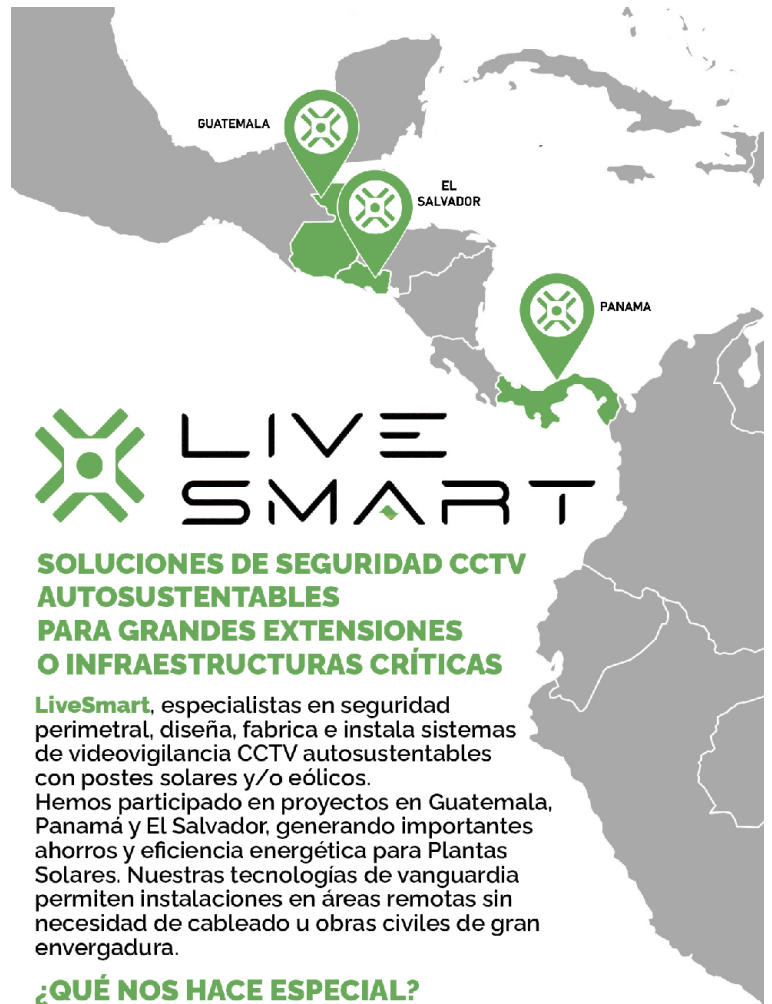 GUATEMALA
EL
SALVADOR
PANAMA
LIVE
SMART
SOLUCIONES DE SEGURIDAD CCTV
AUTOSUSTENTABLES
PARA GRANDES EXTENSIONES
O INFRAESTRUCTURAS CRÍTICAS
LiveSmart, especialistas en seguridad
perimetral, diseña, fabrica e instala sistemas
de videovigilancia CCTV autosustentables
con postes solares y/o eólicos.
Hemos participado en proyectos en Guatemala,
Panamá y El Salvador, generando importantes
ahorros y eficiencia energética para Plantas
Solares. Nuestras tecnologías de vanguardia
permiten instalaciones en áreas remotas sin
necesidad de cableado u obras civiles de gran
envergadura.
¿QUÉ NOS HACE ESPECIAL?